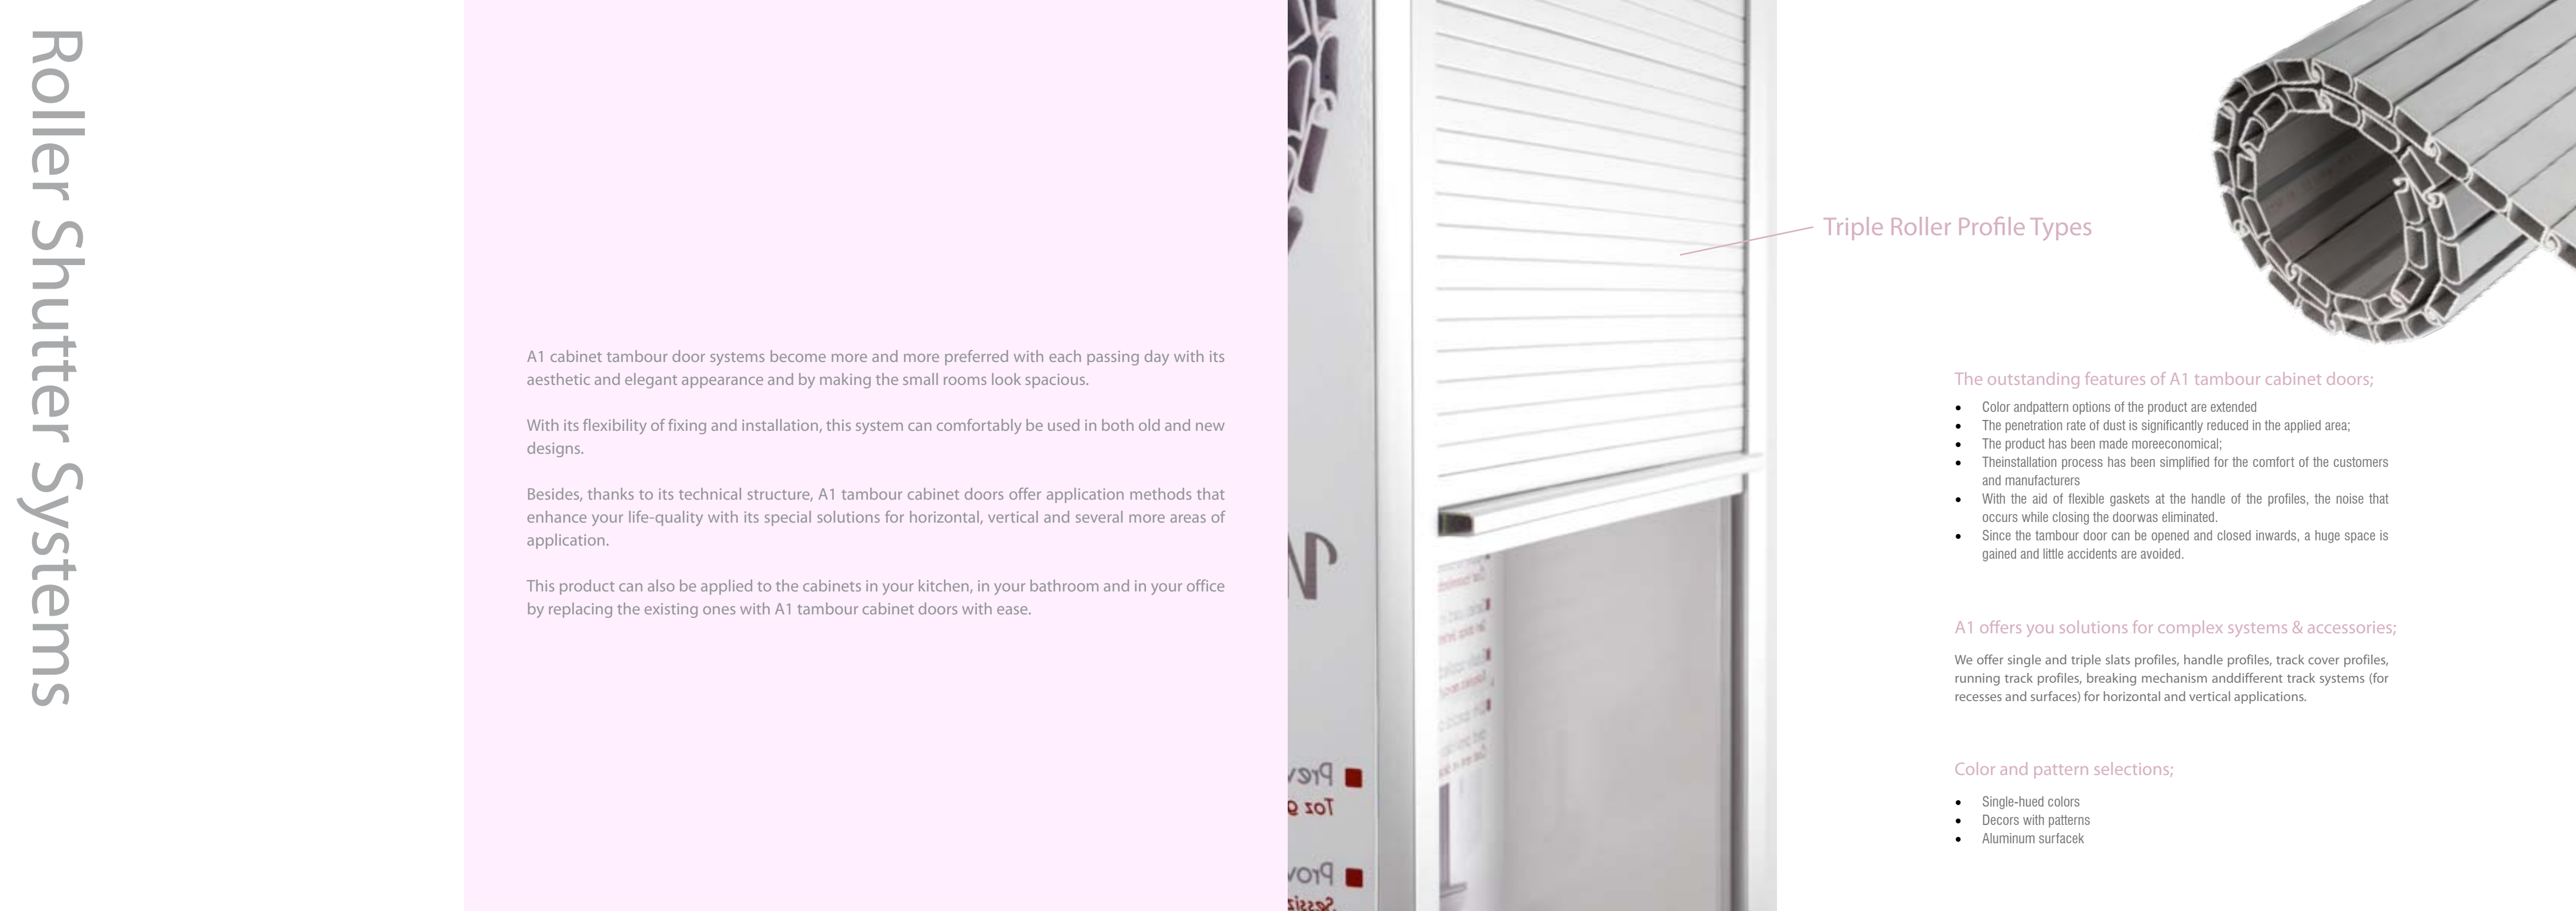 Roller Shutter Systems
A1 cabinet tambour door systems become more and more preferred with each passing day with its
aesthetic and elegant appearance and by making the small rooms look spacious.
With its flexibility of fixing and installation, this system can comfortably be used in both old and new
designs.
Besides, thanks to its technical structure, A1 tambour cabinet doors offer application methods that
enhance your life-quality with its special solutions for horizontal, vertical and several more areas of
application.
This product can also be applied to the cabinets in your kitchen, in your bathroom and in your office
by replacing the existing ones with A1 tambour cabinet doors with ease.
Prev
Toz g
Prov
Sessiz
Triple Roller Profile Types
The outstanding features of A1 tambour cabinet doors;
• Color andpattern options of the product are extended
• The penetration rate of dust is significantly reduced in the applied area;
• The product has been made moreeconomical;
• Theinstallation process has been simplified for the comfort of the customers
and manufacturers
• With the aid of flexible gaskets at the handle of the profiles, the noise that
occurs while closing the doorwas eliminated.
• Since the tambour door can be opened and closed inwards, a huge space is
gained and little accidents are avoided.
A1 offers you solutions for complex systems & accessories;
We offer single and triple slats profiles, handle profiles, track cover profiles,
running track profiles, breaking mechanism anddifferent track systems (for
recesses and surfaces) for horizontal and vertical applications.
Color and pattern selections;
• Single-hued colors
• Decors with patterns
• Aluminum surfacek